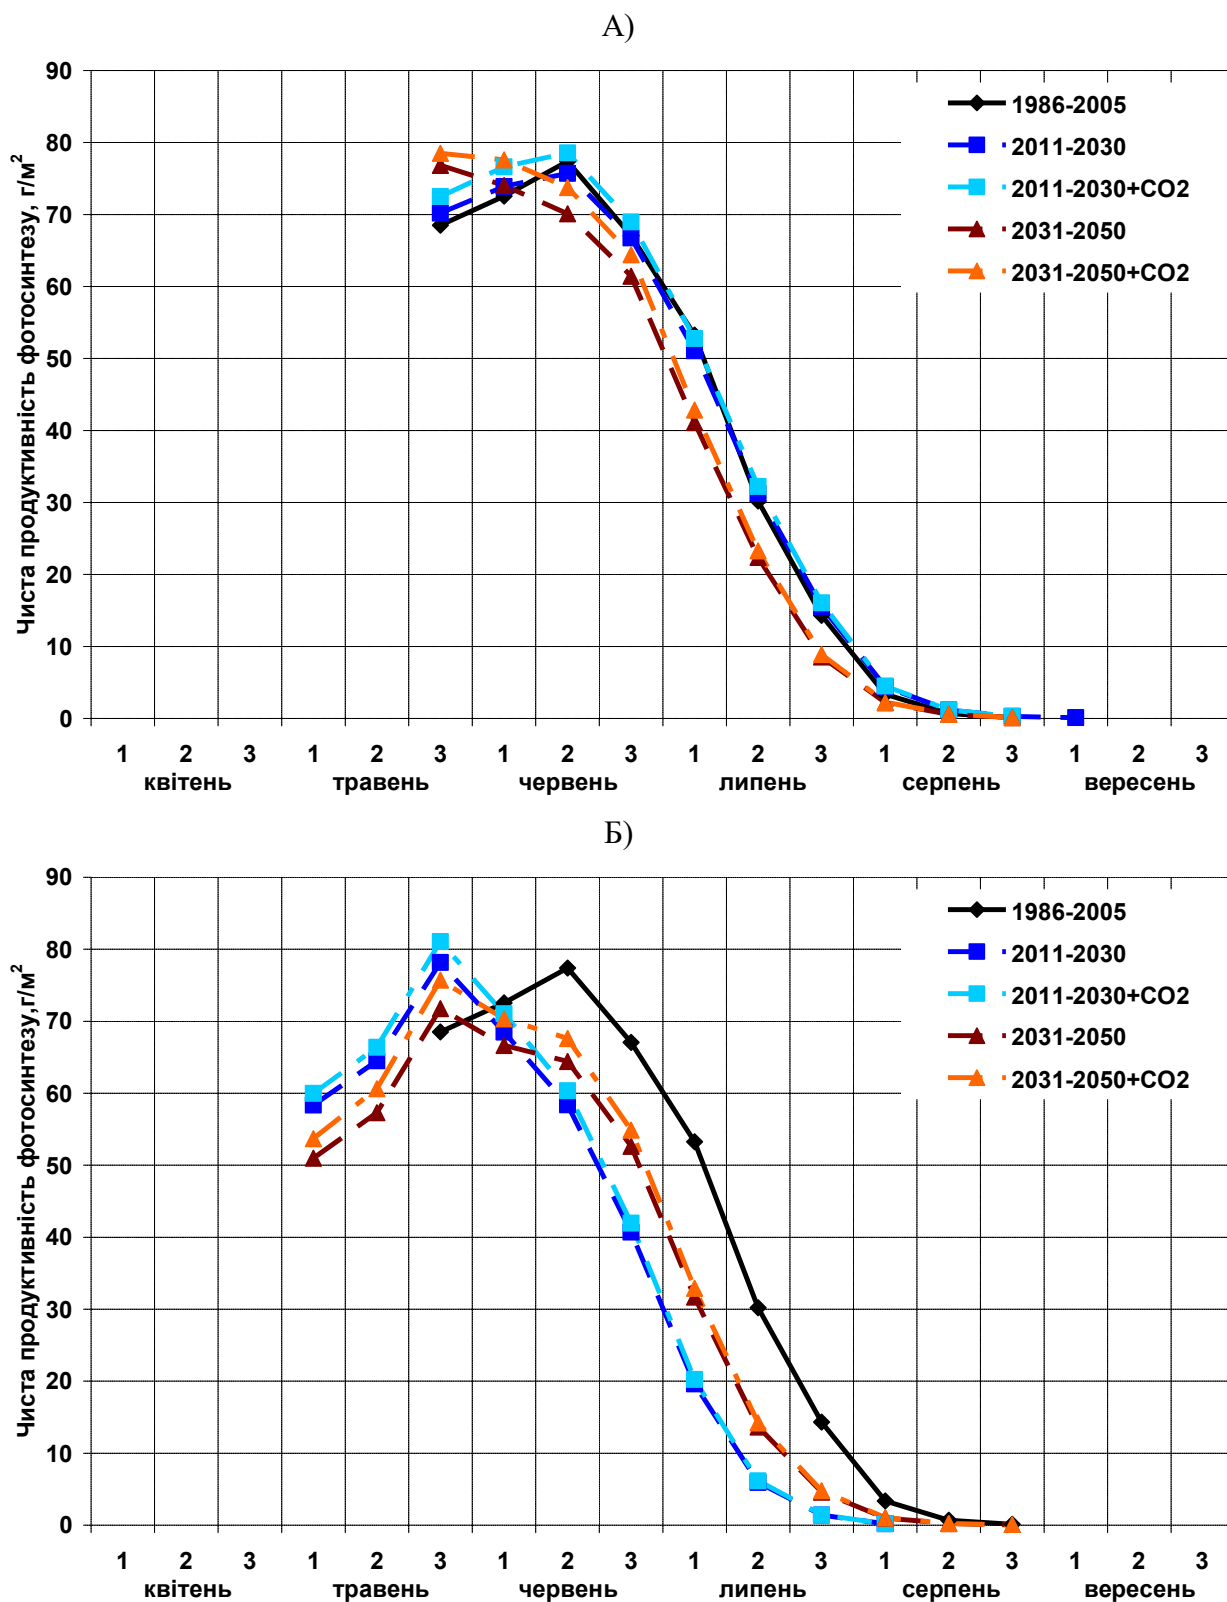 А)
Чиста продуктивність фотосинтезу, г/м²
90
80
70
60
50
40
30
20
10
0
1986-2005
2011-2030
2011-2030+CO2
2031-2050
2031-2050+CO2
1 2 3 1 2 3 1 2 3 1 2 3 1 2 3 1 2 3
квітень травень червень липень серпень вересень
Б)
Чиста продуктивність фотосинтезу,г/м²
90
80
70
60
50
40
30
20
10
0
1986-2005
2011-2030
2011-2030+CO2
2031-2050
2031-2050+CO2
1 2 3 1 2 3 1 2 3 1 2 3 1 2 3 1 2 3
квітень травень червень липень серпень вересень